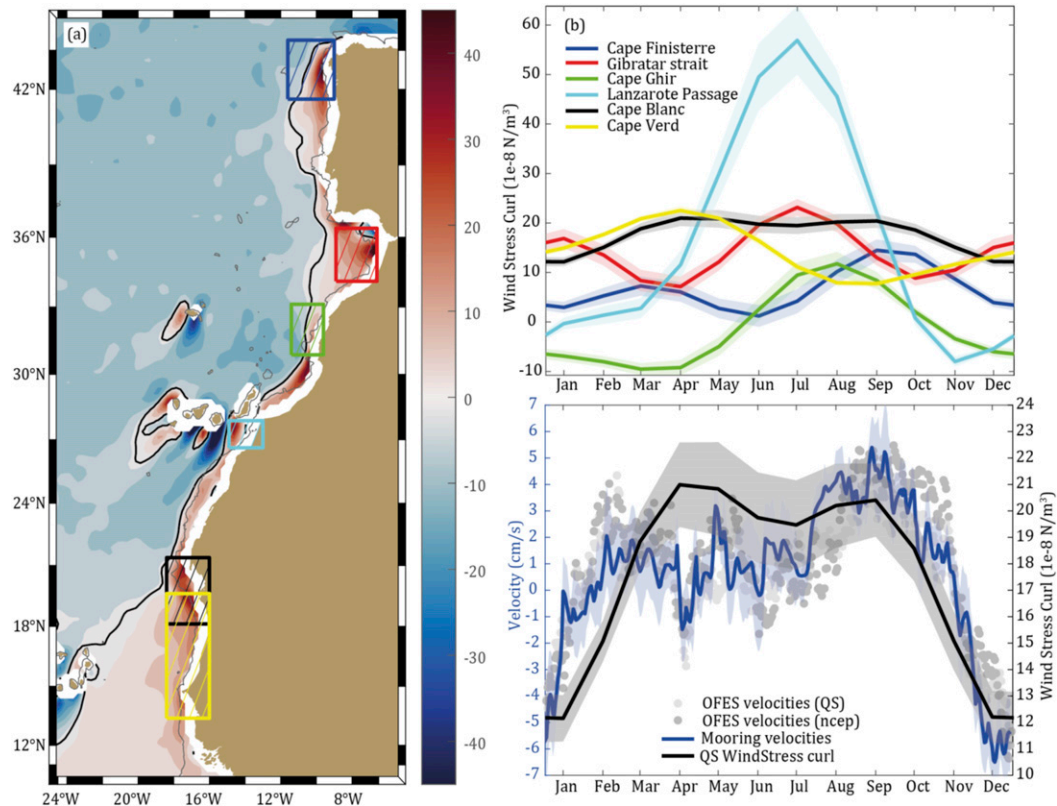 (a)
42°N
36°N
30°N
24°N
18°N
12°N
24°W
20°W
16°W
12°W
8°W
40
30
20
10
0
-10
-20
-30
-40
(b)
Cape Finisterre
Gibratar strait
Cape Ghir
Lanzarote Passage
Cape Blanc
Cape Verd
Wind Stress Curl (1e-8 N/m³)
60
50
40
30
20
10
0
-10
Jan Feb Mar Apr May Jun Jul Aug Sep Oct Nov Dec
Velocity (cm/s)
7
6
5
4
3
2
1
0
-1
-2
-3
-4
-5
-6
-7
OFES velocities (QS)
OFES velocities (ncep)
Mooring velocities
QS WindStress curl
Jan Feb Mar Apr May Jun Jul Aug Sep Oct Nov Dec
24
23
22
21
20
19
18
17
16
15
14
13
12
11
10
Wind Stress Curl (1e-8 N/m³)